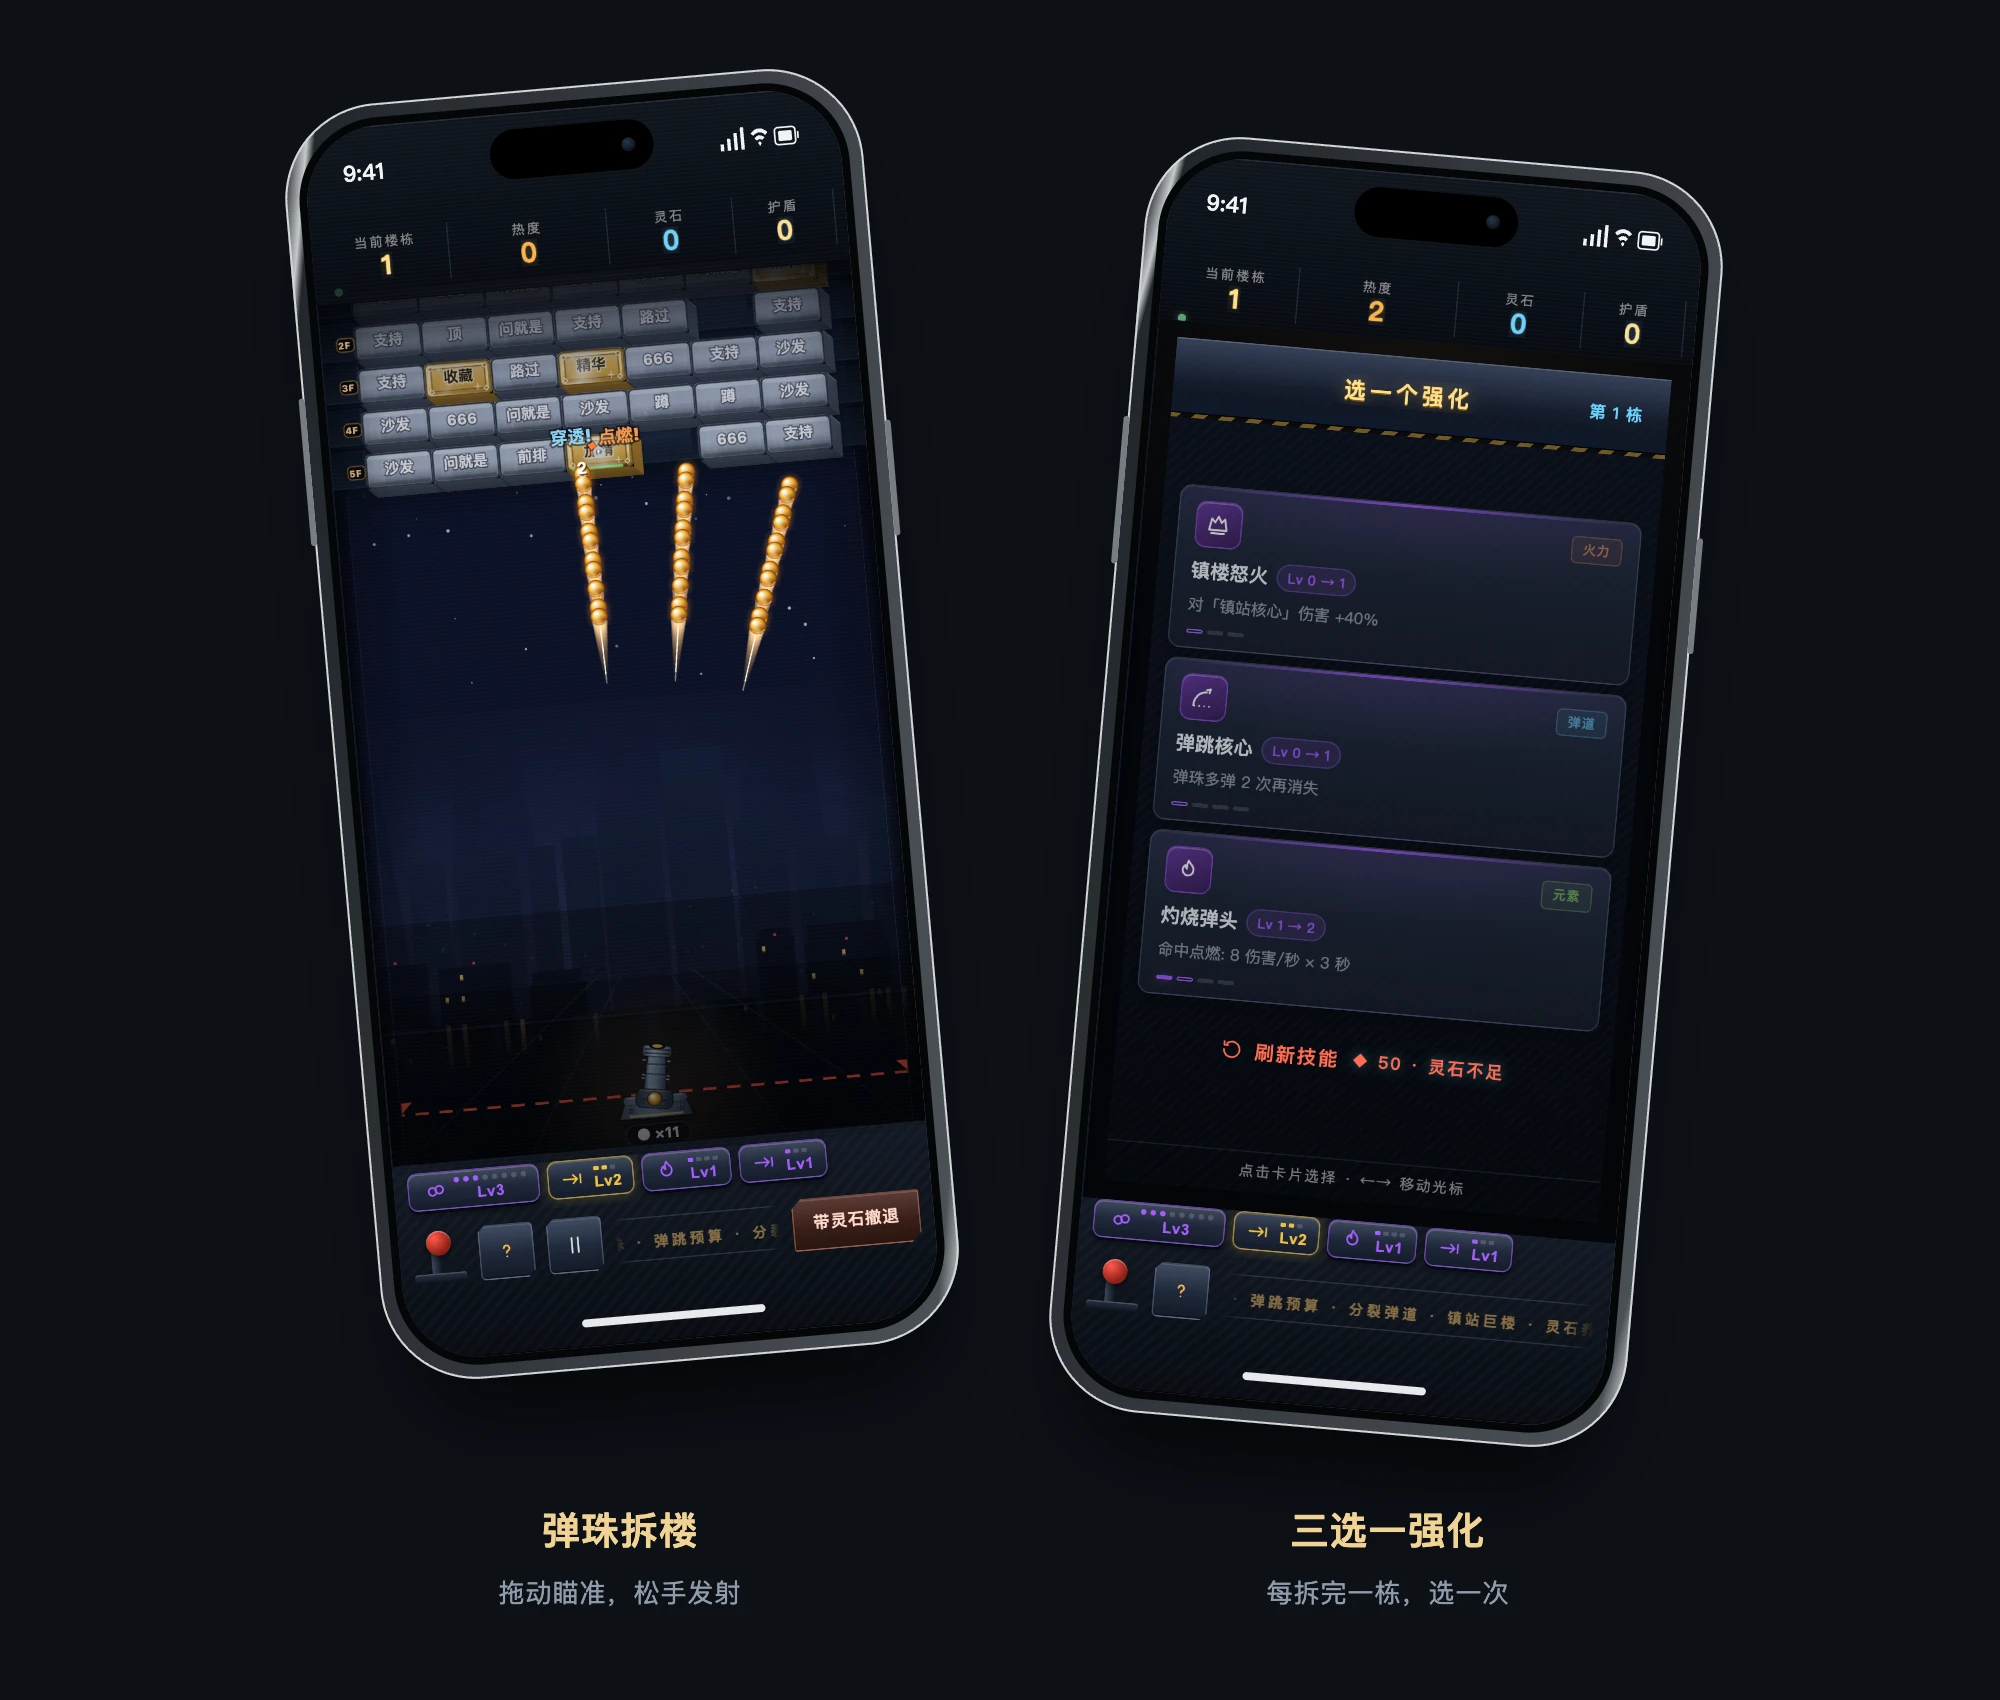 9:41
当前楼栋
热度
灵石
护盾
1
0
0
0
2F
支持
顶
问就是
支持
路过
支持
3F
支持
收藏
路过
精华
666
支持
沙发
4F
沙发
666
问就是
沙发
蹲
蹲
沙发
穿透!
点燃!
5F
沙发
问就是
前排
666
支持
2
×11
Lv3
Lv2
Lv1
Lv1
?
· 弹跳预算 · 分
带灵石撤退
弹珠拆楼
拖动瞄准，松手发射
9:41
当前楼栋
热度
灵石
护盾
1
2
0
0
选一个强化
第 1 栋
火力
镇楼怒火 Lv 0 → 1
对「镇站核心」伤害 +40%
弹道
弹跳核心 Lv 0 → 1
弹珠多弹 2 次再消失
元素
灼烧弹头 Lv 1 → 2
命中点燃: 8 伤害/秒 × 3 秒
刷新技能 ◆ 50 · 灵石不足
点击卡片选择 · ←→ 移动光标
Lv3
Lv2
Lv1
Lv1
?
· 弹跳预算 · 分裂弹道 · 镇站巨楼 · 灵石
三选一强化
每拆完一栋，选一次